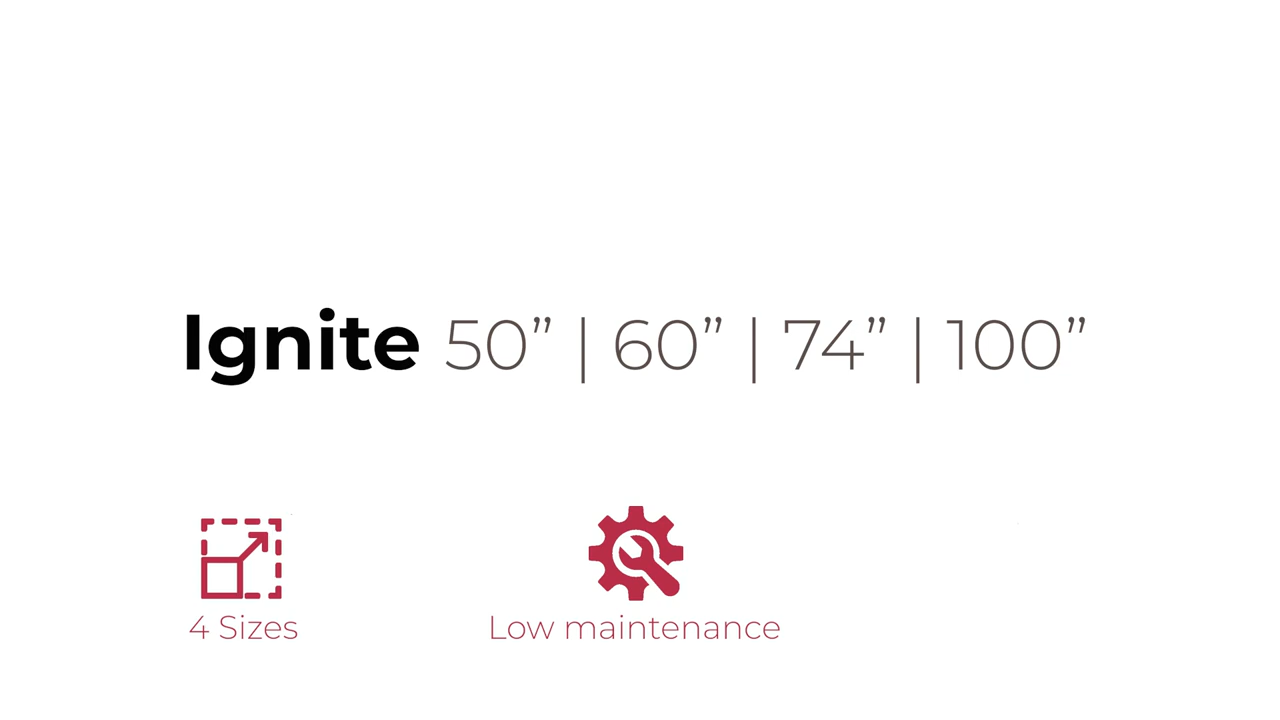 Ignite 50” | 60” | 74” | 100”
4 Sizes
Low maintenance